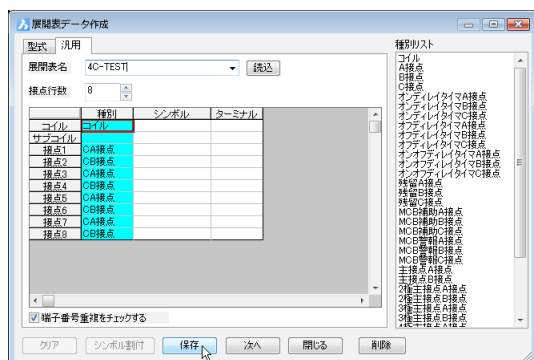 展開表データ作成
型式 汎用
展開表名 4C-TEST 読込
接点行数 8
種別 シンボル ターミナル
コイル コイル
サブコイル
接点1 CA接点
接点2 CB接点
接点3 CA接点
接点4 CB接点
接点5 CA接点
接点6 CB接点
接点7 CA接点
接点8 CB接点
端子番号重複をチェックする
クリア シンボル割付 保存 次へ 閉じる 削除
種別リスト
コイル
A接点
B接点
C接点
オンディレイタイマA接点
オンディレイタイマB接点
オンディレイタイマC接点
オフディレイタイマA接点
オフディレイタイマB接点
オフディレイタイマC接点
オンオフディレイタイマA接点
オンオフディレイタイマB接点
オンオフディレイタイマC接点
残留A接点
残留B接点
残留C接点
MCB補助A接点
MCB補助B接点
MCB補助C接点
MCB警報A接点
MCB警報B接点
MCB警報C接点
主接点A接点
主接点B接点
2極主接点A接点
2極主接点B接点
3極主接点A接点
3極主接点B接点
4極主接点A接点